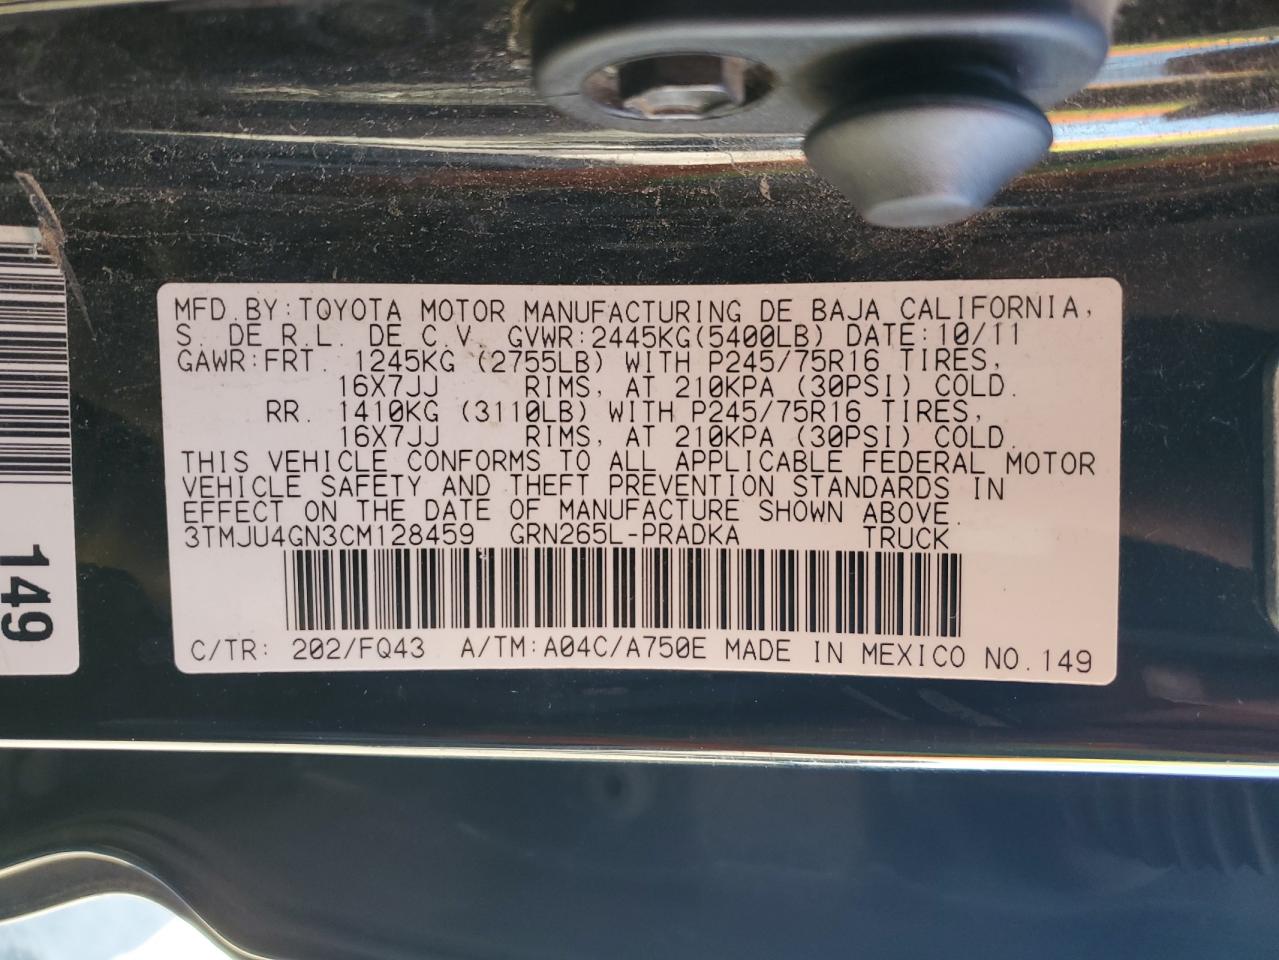 MFD.BY:TOYOTA MOTOR MANUFACTURING DE BAJA CALIFORNIA,
S. DE R.L. DE C.V. GVWR:2445KG(5400LB) DATE:10/11
GAWR:FRT. 1245KG (2755LB) WITH P245/75R16 TIRES,
16X7JJ RIMS, AT 210KPA (30PSI) COLD.
RR. 1410KG (3110LB) WITH P245/75R16 TIRES,
16X7JJ RIMS, AT 210KPA (30PSI) COLD.
THIS VEHICLE CONFORMS TO ALL APPLICABLE FEDERAL MOTOR
VEHICLE SAFETY AND THEFT PREVENTION STANDARDS IN
EFFECT ON THE DATE OF MANUFACTURE SHOWN ABOVE.
3TMJU4GN3CM128459 GRN265L-PRADKA TRUCK
C/TR: 202/FQ43 A/TM:A04C/A750E MADE IN MEXICO NO.149
149